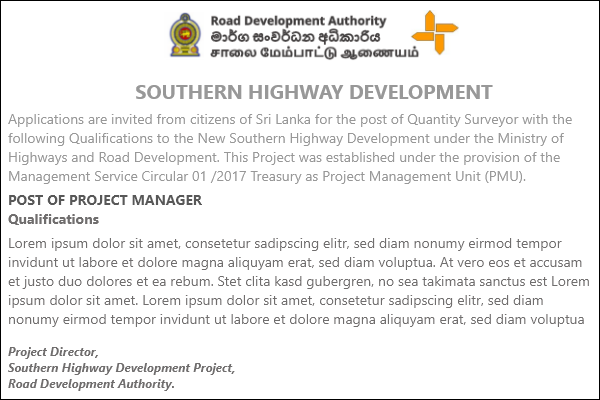 Road Development Authority
මාර්ග සංවර්ධන අධිකාරිය
சாலை மேம்பாட்டு ஆணையம்
SOUTHERN HIGHWAY DEVELOPMENT
Applications are invited from citizens of Sri Lanka for the post of Quantity Surveyor with the
following Qualifications to the New Southern Highway Development under the Ministry of
Highways and Road Development. This Project was established under the provision of the
Management Service Circular 01 /2017 Treasury as Project Management Unit (PMU).
POST OF PROJECT MANAGER
Qualifications
Lorem ipsum dolor sit amet, consetetur sadipscing elitr, sed diam nonumy eirmod tempor
invidunt ut labore et dolore magna aliquyam erat, sed diam voluptua. At vero eos et accusam
et justo duo dolores et ea rebum. Stet clita kasd gubergren, no sea takimata sanctus est Lorem
ipsum dolor sit amet. Lorem ipsum dolor sit amet, consetetur sadipscing elitr, sed diam
nonumy eirmod tempor invidunt ut labore et dolore magna aliquyam erat, sed diam voluptua
Project Director,
Southern Highway Development Project,
Road Development Authority.